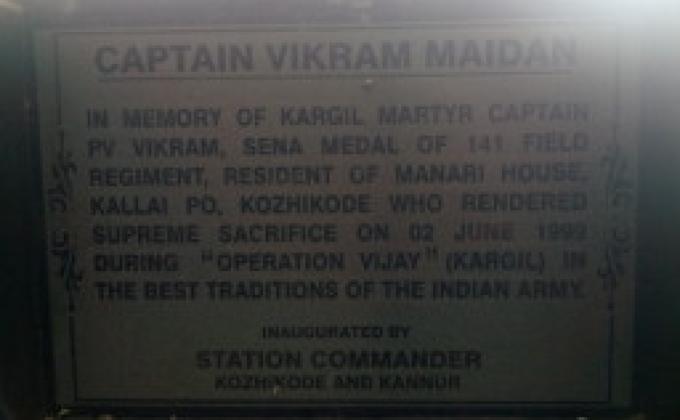 CAPTAIN VIKRAM MAIDAN
IN MEMORY OF KARGIL MARTYR CAPTAIN
PV VIKRAM, SENA MEDAL OF 141 FIELD
REGIMENT, RESIDENT OF MANARI HOUSE,
KALLAI PO, KOZHIKODE WHO RENDERED
SUPREME SACRIFICE ON 02 JUNE 1999
DURING "OPERATION VIJAY" (KARGIL) IN
THE BEST TRADITIONS OF THE INDIAN ARMY.
INAUGURATED BY
STATION COMMANDER
KOZHIKODE AND KANNUR